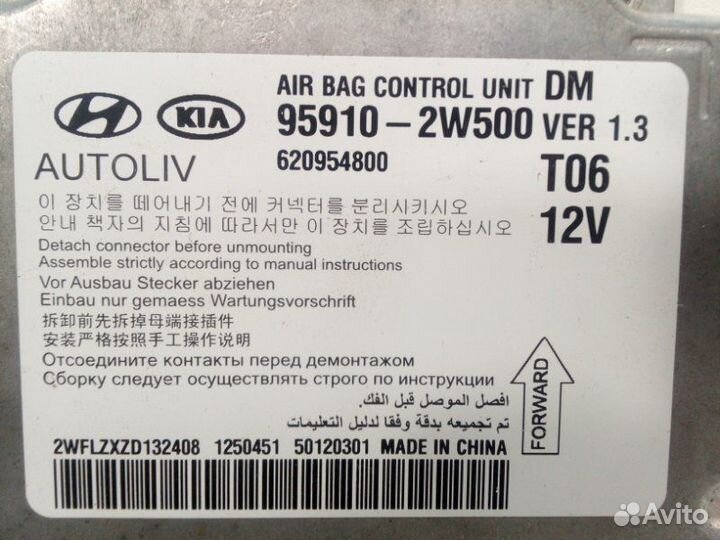 AIR BAG CONTROL UNIT DM
KIA
95910-2W500 VER 1.3
AUTOLIV
620954800
T06
12V
이 장치를 떼어내기 전에 커넥터를 분리시키시오
안내 책자의 지침에 따라서만 이 장치를 조립하십시오
Detach connector before unmounting
Assemble strictly according to manual instructions
Vor Ausbau Stecker abziehen
Einbau nur gemaess Wartungsvorschrift
拆卸前先拆掉母端接插件
安装严格按照手工操作说明
Отсоедините контакты перед демонтажом
Сборку следует осуществлять строго по инструкции
افصل الموصل قبل الفك.
تم تجميعه بدقة وفقا لدليل التعليمات
FORWARD
2WFLZXZD132408 1250451 50120301 MADE IN CHINA
Avito